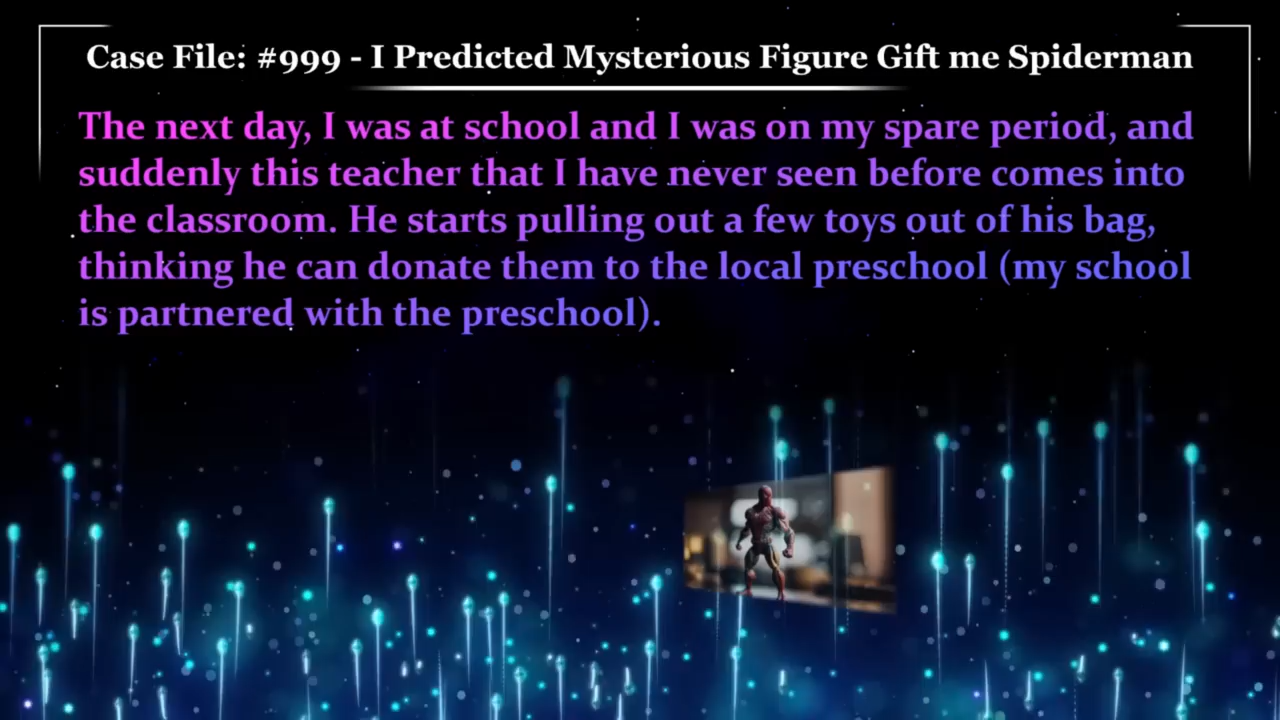 Case File: #999 - I Predicted Mysterious Figure Gift me Spiderman
The next day, I was at school and I was on my spare period, and
suddenly this teacher that I have never seen before comes into
the classroom. He starts pulling out a few toys out of his bag,
thinking he can donate them to the local preschool (my school
is partnered with the preschool).